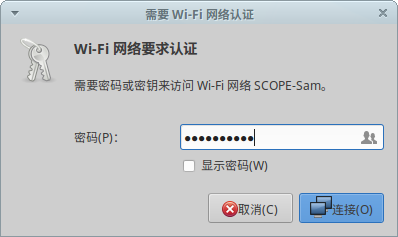 需要 Wi-Fi 网络认证
Wi-Fi 网络要求认证
需要密码或密钥来访问 Wi-Fi 网络 SCOPE-Sam。
密码(P)：
••••••••••
显示密码(W)
取消(C)
连接(O)